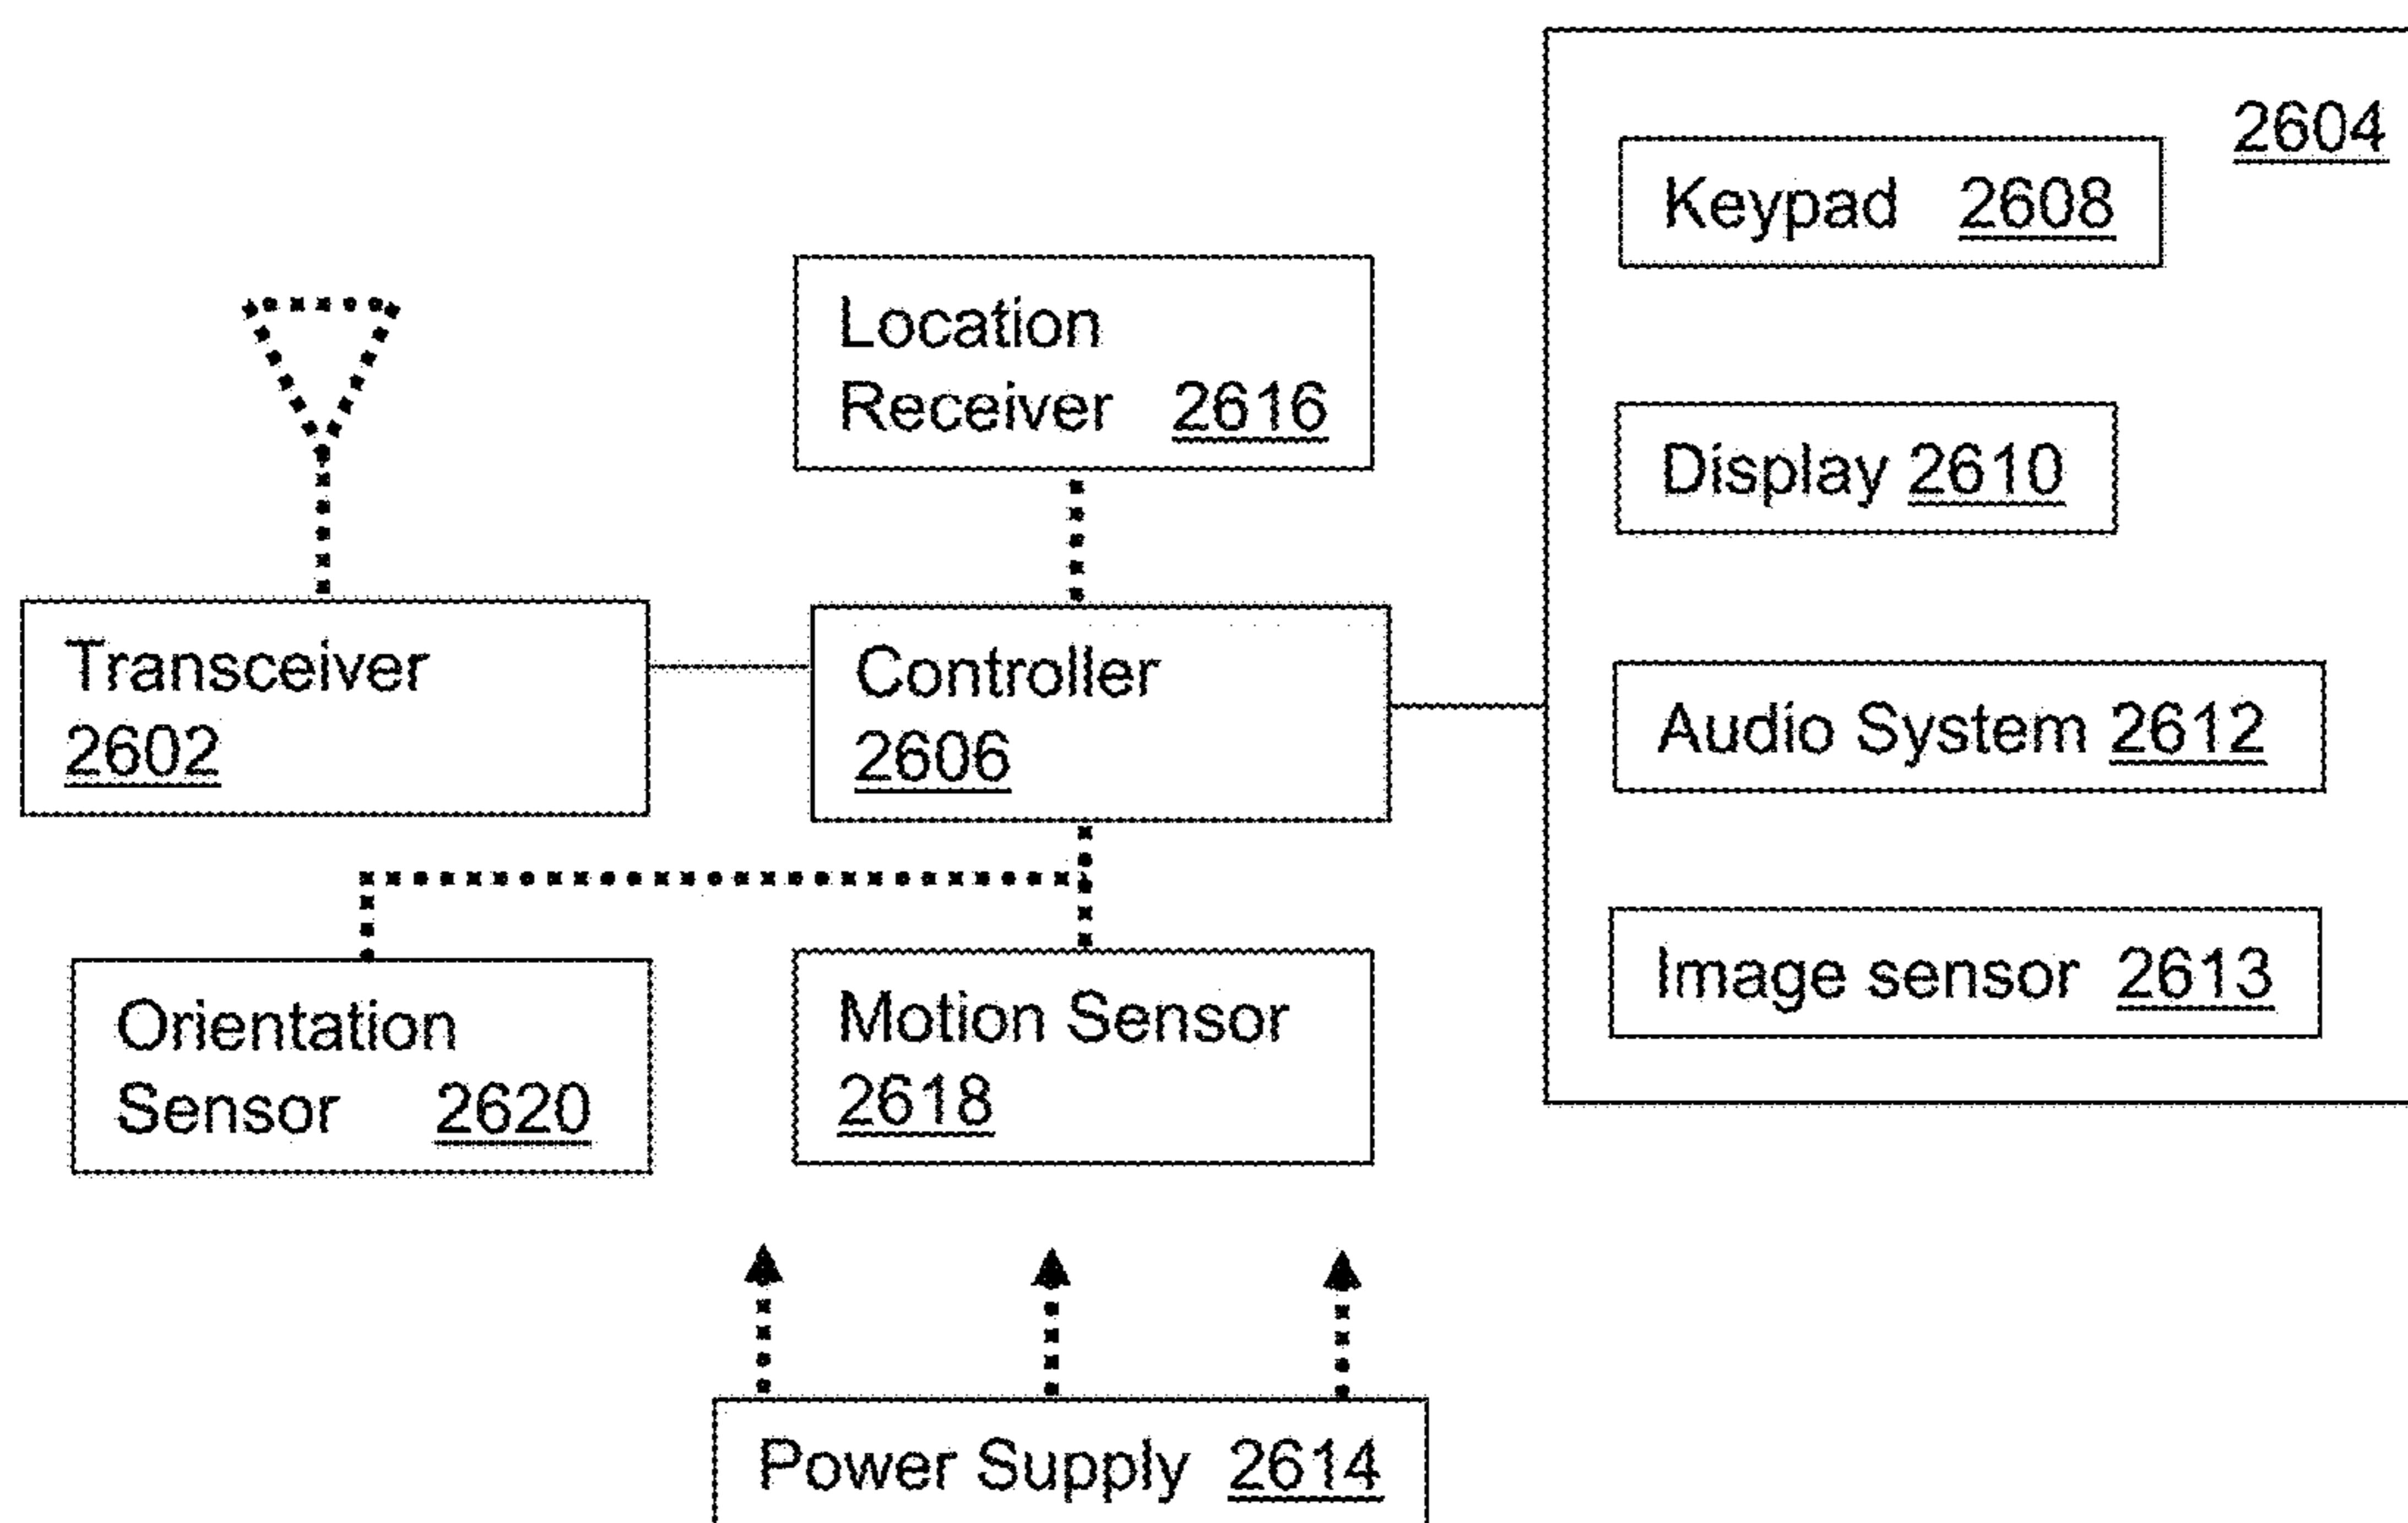 2604
Keypad 2608
Location
Receiver 2616
Display 2610
Transceiver
2602
Controller
2606
Audio System 2612
Image sensor 2613
Orientation
Sensor 2620
Motion Sensor
2618
Power Supply 2614